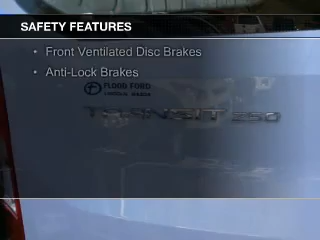 SAFETY FEATURES
• Front Ventilated Disc Brakes
• Anti-Lock Brakes
FLOOD FORD
TRANSIT 250